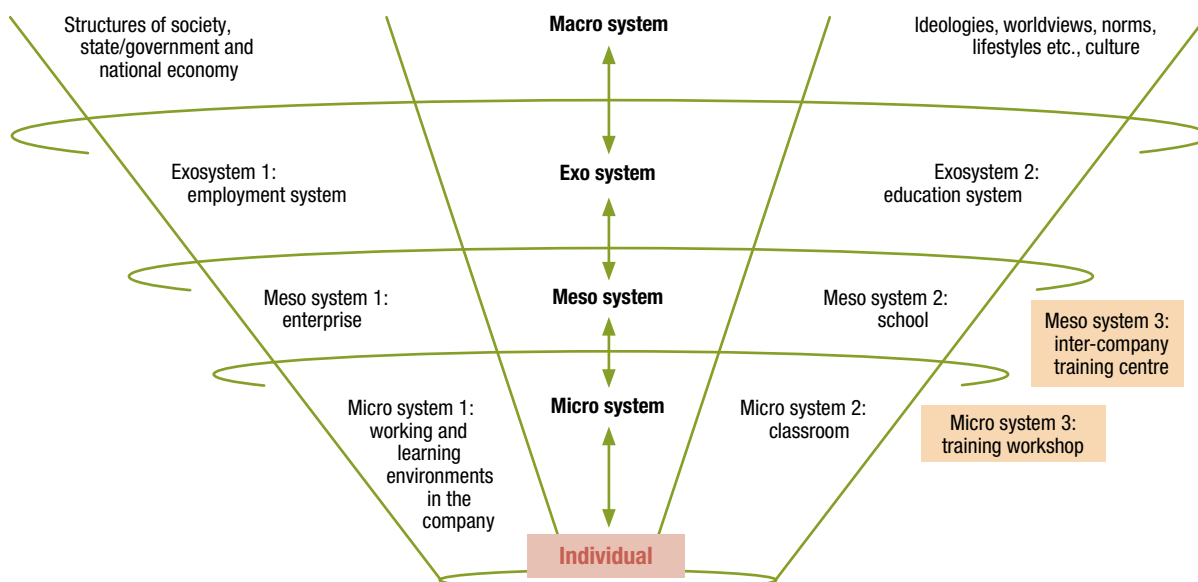 Structures of society,
state/government and
national economy
Macro system
Ideologies, worldviews, norms,
lifestyles etc., culture
Exosystem 1:
employment system
Exo system
Exosystem 2:
education system
Meso system 1:
enterprise
Meso system
Meso system 2:
school
Meso system 3:
inter-company
training centre
Micro system 1:
working and
learning
environments
in the
company
Micro system
Micro system 2:
classroom
Micro system 3:
training workshop
Individual